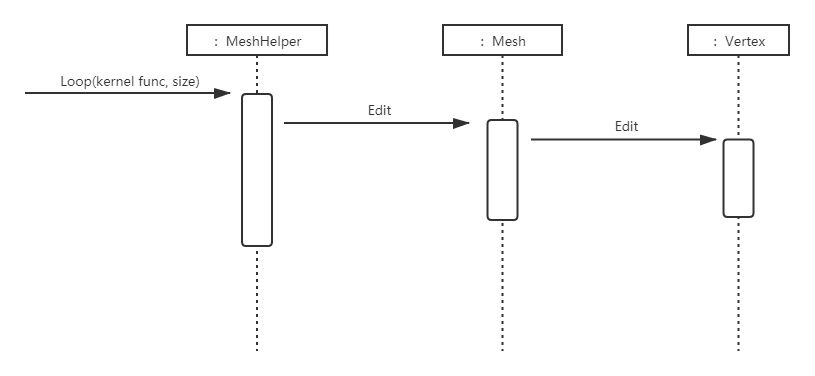 : MeshHelper
: Mesh
: Vertex
Loop(kernel func, size)
Edit
Edit